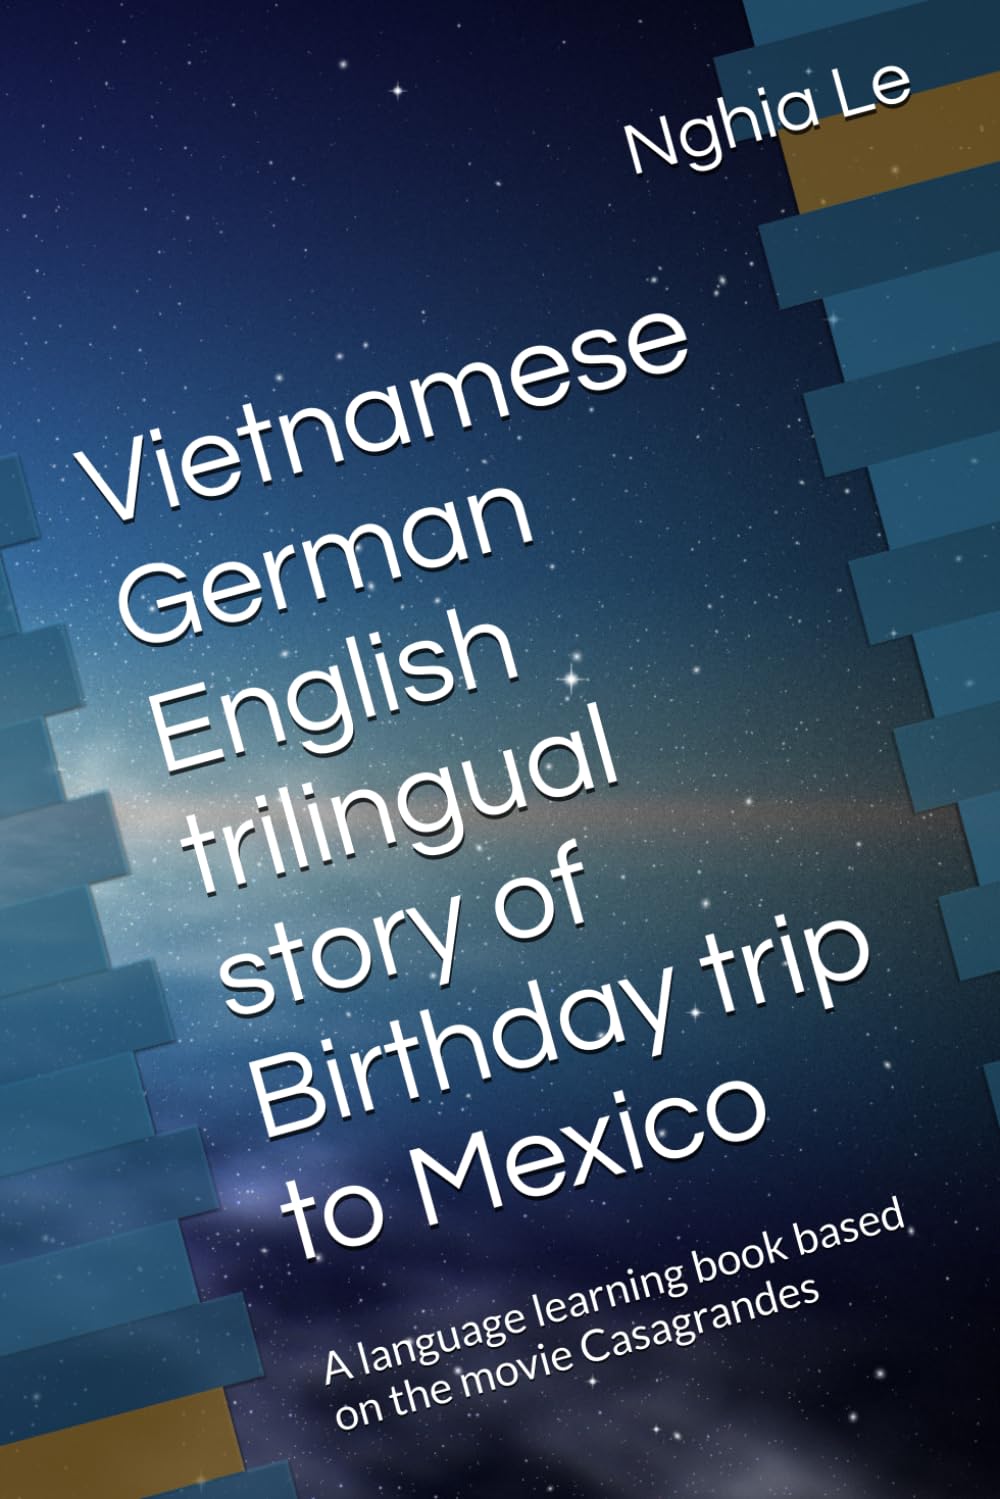 Nghia Le
Vietnamese
German
English
trilingual
story of
Birthday trip
to Mexico
A language learning book based
on the movie Casagrandes